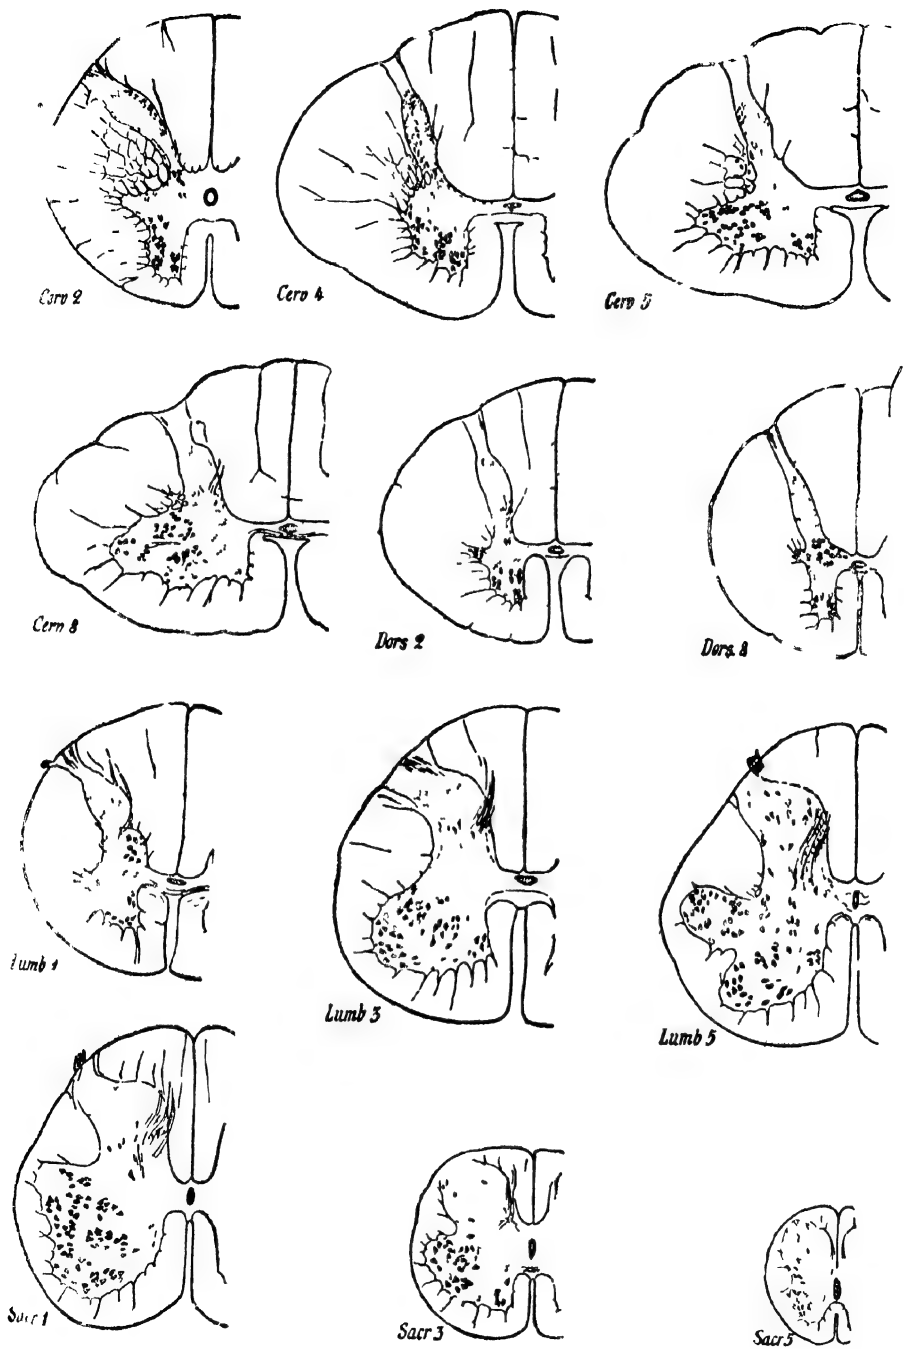 Cerv 2
Cerv 4
Cerv 5
Cerv 8
Dors 2
Dors. 8
Lumb 1
Lumb 3
Lumb 5
Sacr 1
Sacr 3
Sacr 5